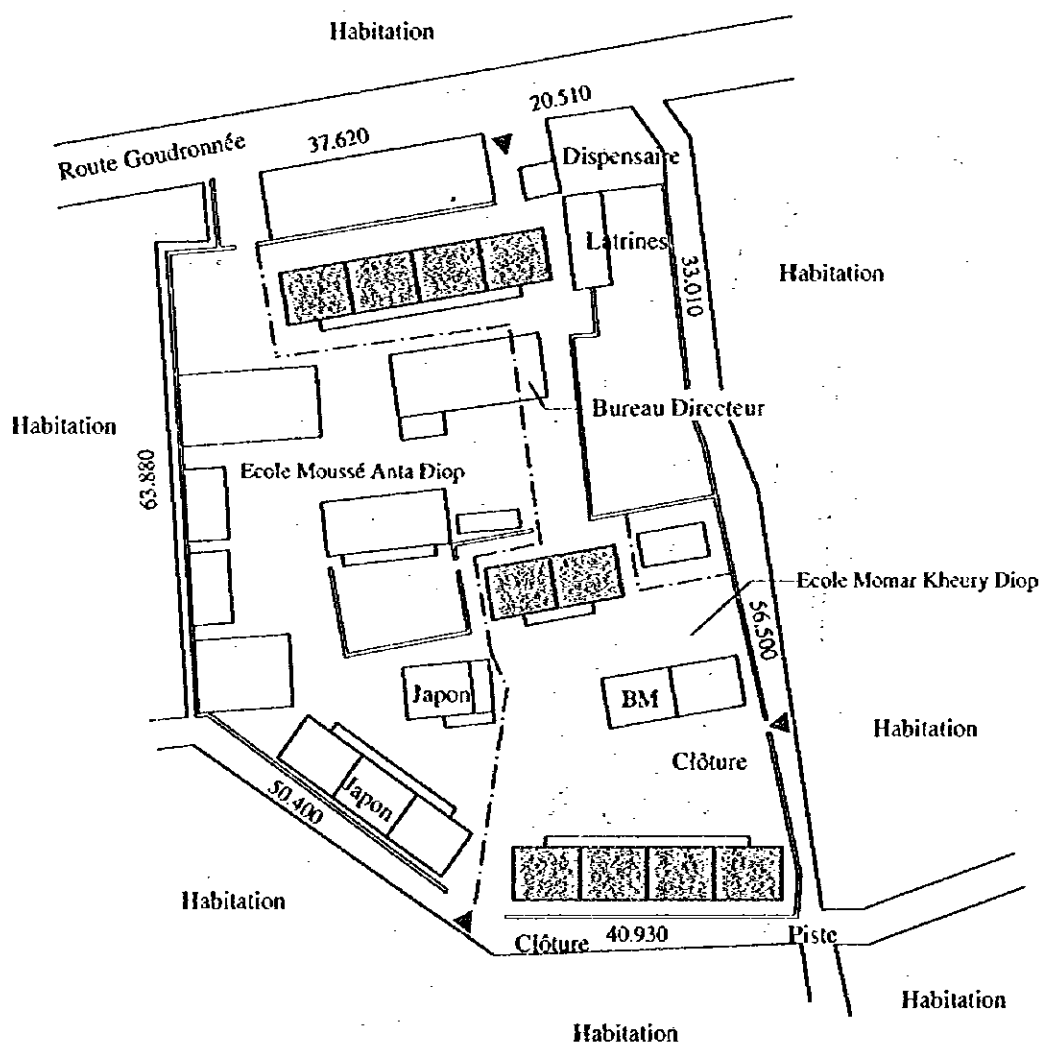 Habitation
20.510
37.620
Route Goudronnée
Dispensaire
Latrines
Habitation
33.010
Habitation
Bureau Directeur
63.880
Ecole Moussé Anta Diop
Ecole Momar Kheury Diop
56.500
Japon
BM
Habitation
Clôture
Japon
50.400
Habitation
Clôture
40.930
Piste
Habitation
Habitation